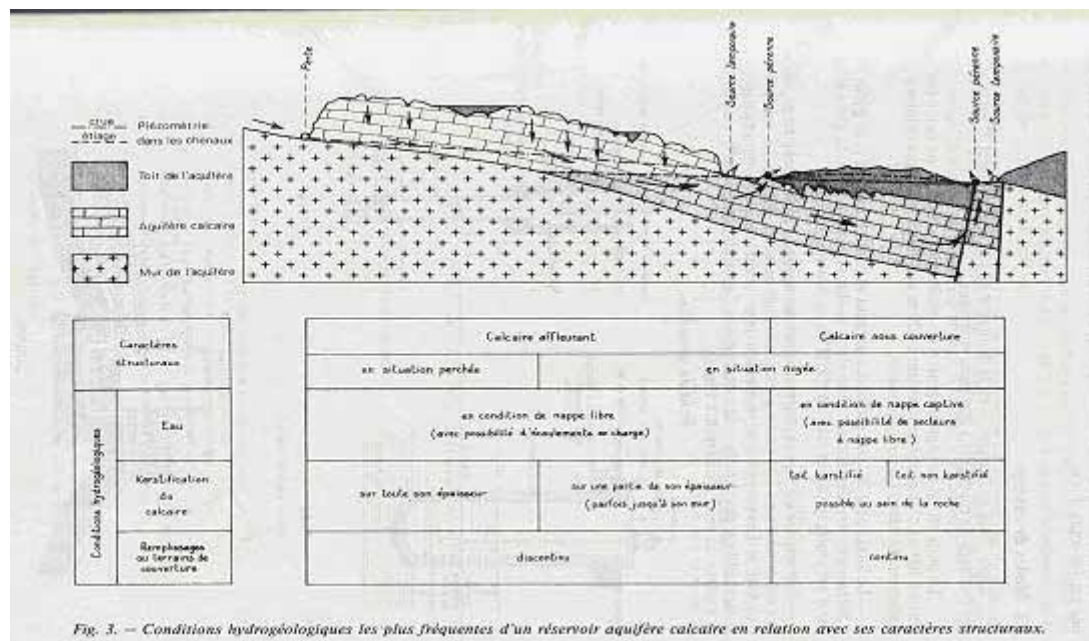 Perte
Source temporaire
Source pérenne
Source pérenne
Source temporaire
crue
étiage
Piézométrie
dans les chenaux
Toit de l'aquifère
Aquifère calcaire
Mur de l'aquifère
Caractères
structuraux
Calcaire affleurant
Calcaire sous couverture
en situation perchée
en situation noyée
Conditions hydrogéologiques
Eau
en condition de nappe libre
(avec possibilité d'écoulements en charge)
en condition de nappe captive
(avec possibilité de secteurs
à nappe libre)
Karstification
du
calcaire
sur toute son épaisseur
sur une partie de son épaisseur
(parfois jusqu'à son mur)
toit karstifié
toit non karstifié
possible au sein de la roche
Remplissages
ou terrains de
couverture
discontinu
continu
Fig. 3. — Conditions hydrogéologiques les plus fréquentes d'un réservoir aquifère calcaire en relation avec ses caractères structuraux.